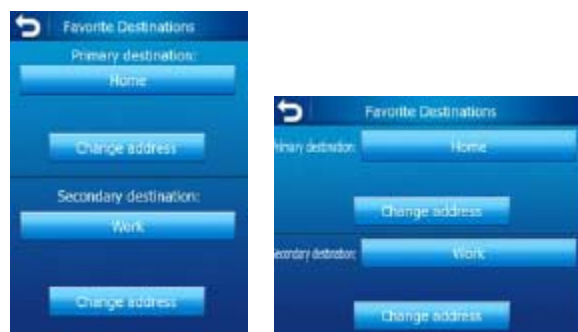 Favorite Destinations
Primary destination:
Home
Change address
Secondary destination:
Work
Change address
Favorite Destinations
Primary destination:
Home
Change address
Secondary destination:
Work
Change address